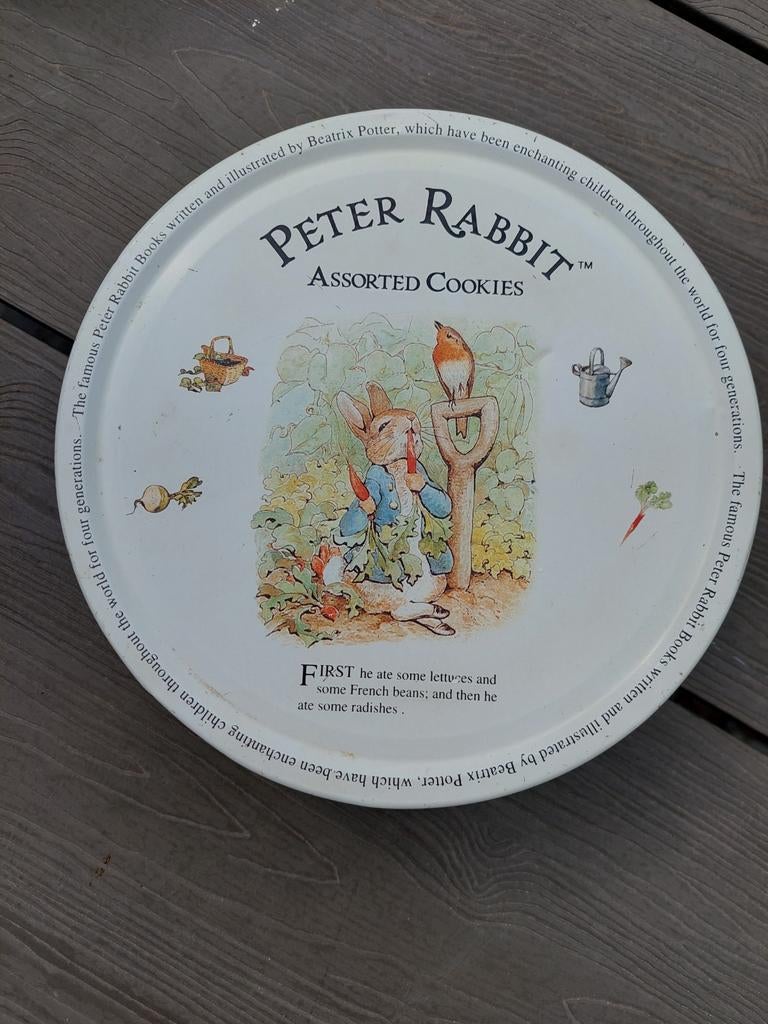 PETER RABBIT™
ASSORTED COOKIES
FIRST he ate some lettuces and
some French beans; and then he
ate some radishes .
The famous Peter Rabbit Books written and illustrated by Beatrix Potter, which have been enchanting children throughout the world for four generations.
The famous Peter Rabbit Books written and illustrated by Beatrix Potter, which have been enchanting children throughout the world for four generations.